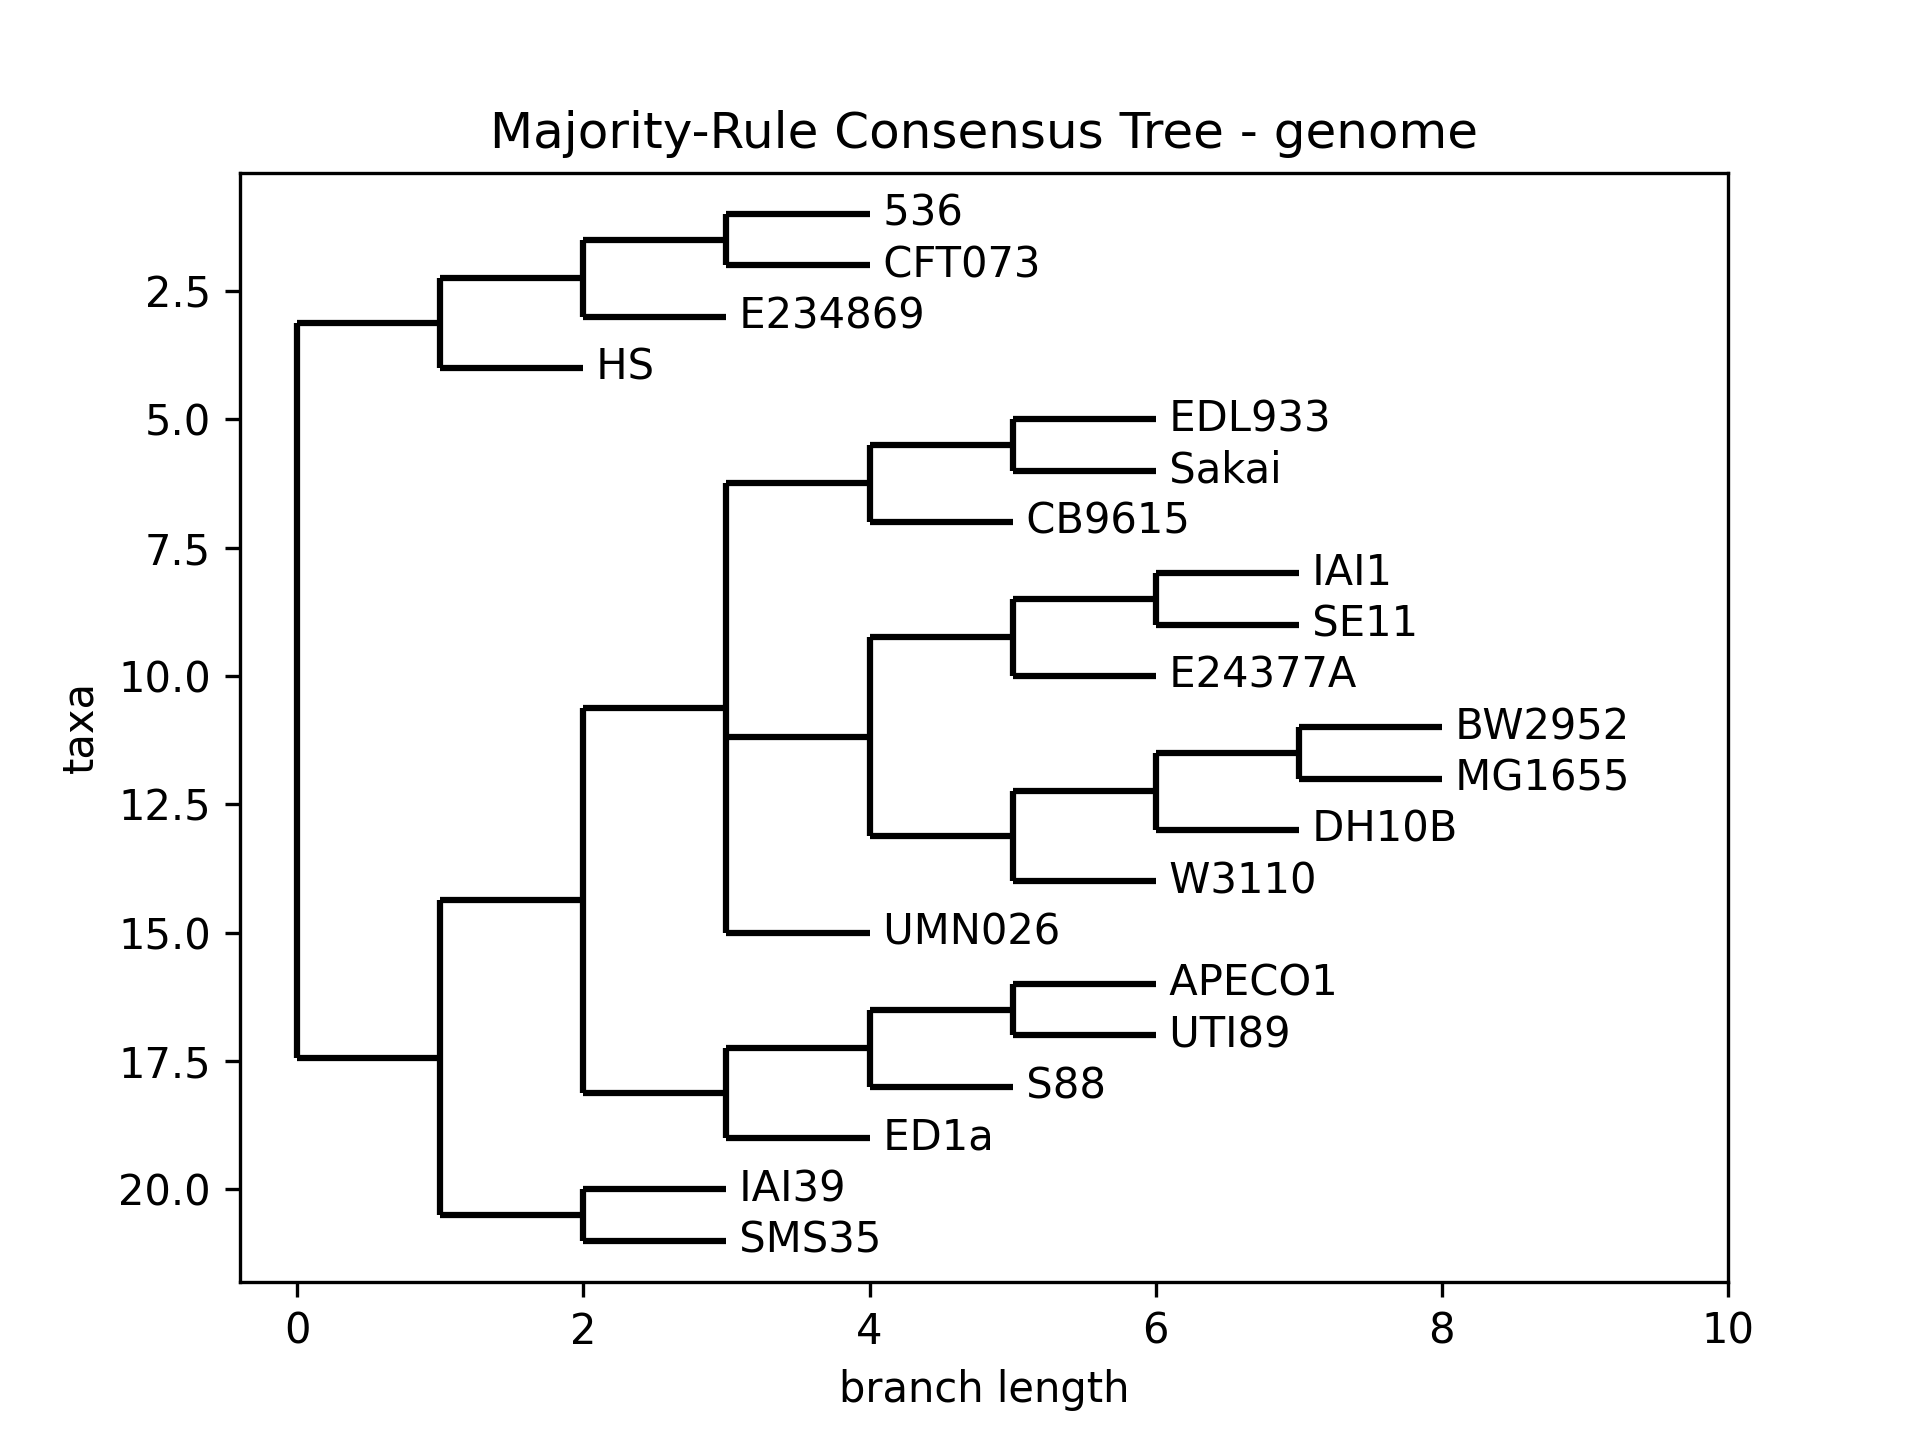 Majority-Rule Consensus Tree - genome
536
CFT073
2.5
E234869
HS
5.0
EDL933
Sakai
CB9615
7.5
IAI1
SE11
10.0
E24377A
BW2952
MG1655
12.5
DH10B
W3110
15.0
UMN026
APECO1
UTI89
17.5
S88
ED1a
20.0
IAI39
SMS35
taxa
0 2 4 6 8 10
branch length